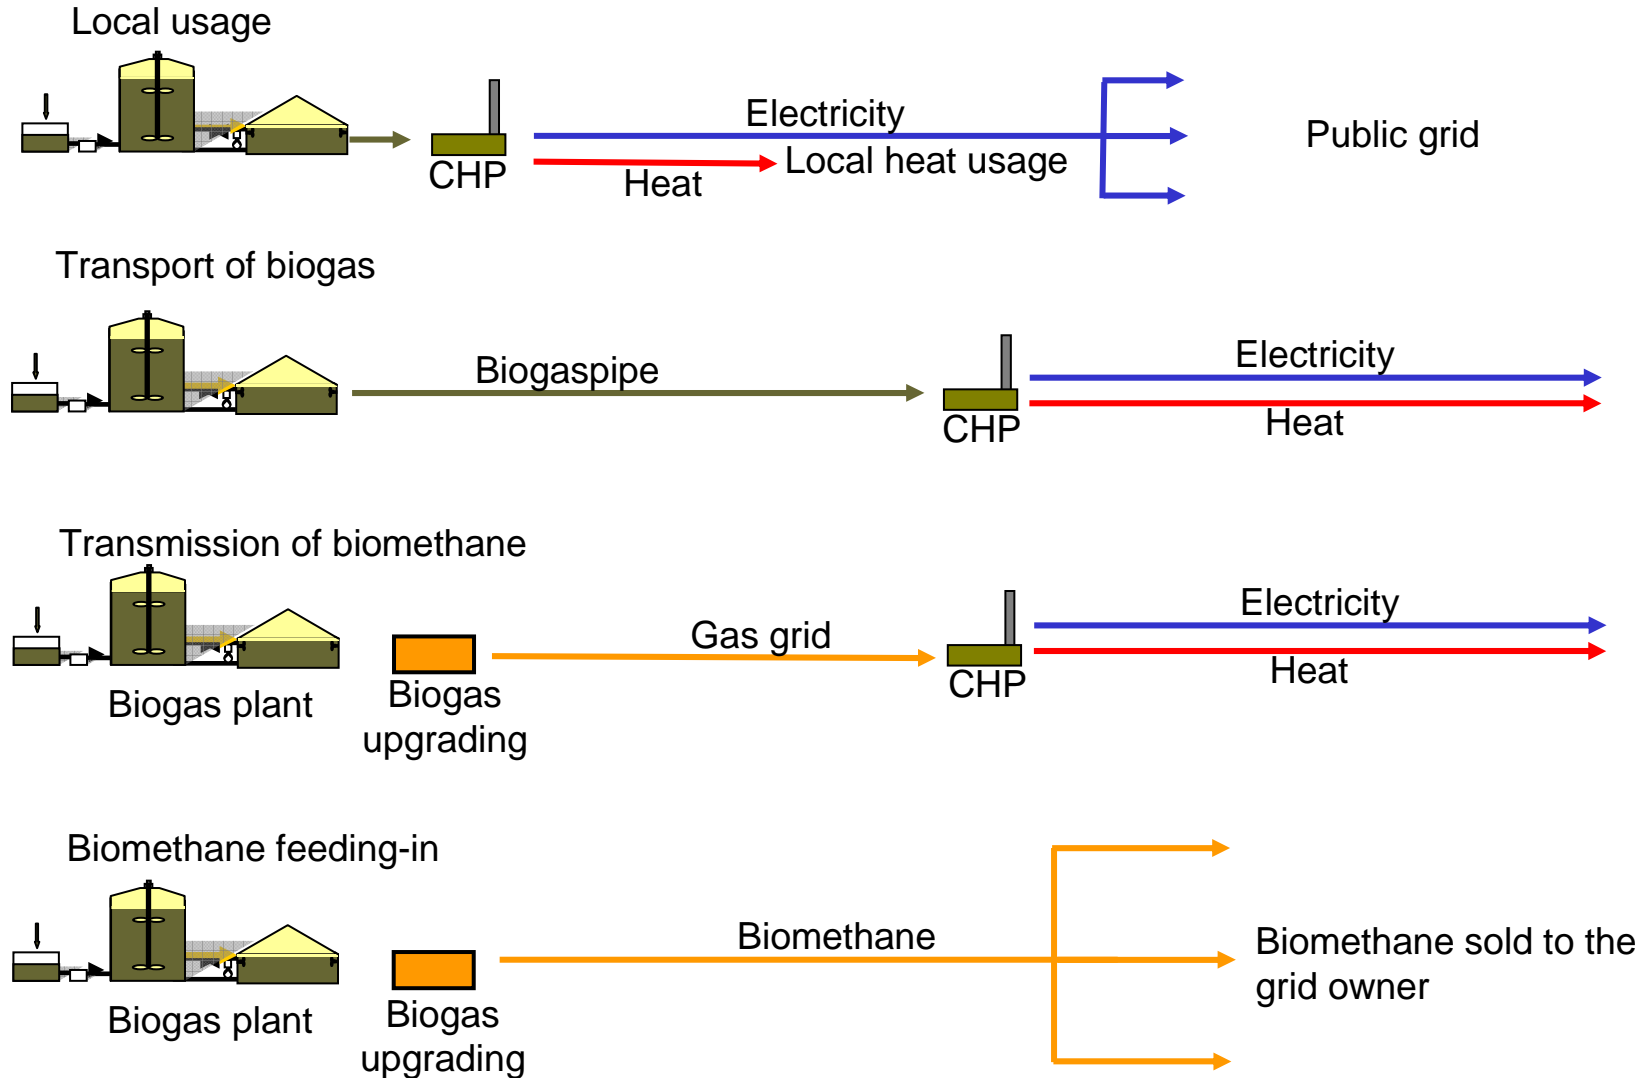 Local usage
Electricity
Public grid
CHP
Heat
Local heat usage
Transport of biogas
Biogaspipe
CHP
Electricity
Heat
Transmission of biomethane
Biogas plant
Biogas
upgrading
Gas grid
CHP
Electricity
Heat
Biomethane feeding-in
Biogas plant
Biogas
upgrading
Biomethane
Biomethane sold to the
grid owner